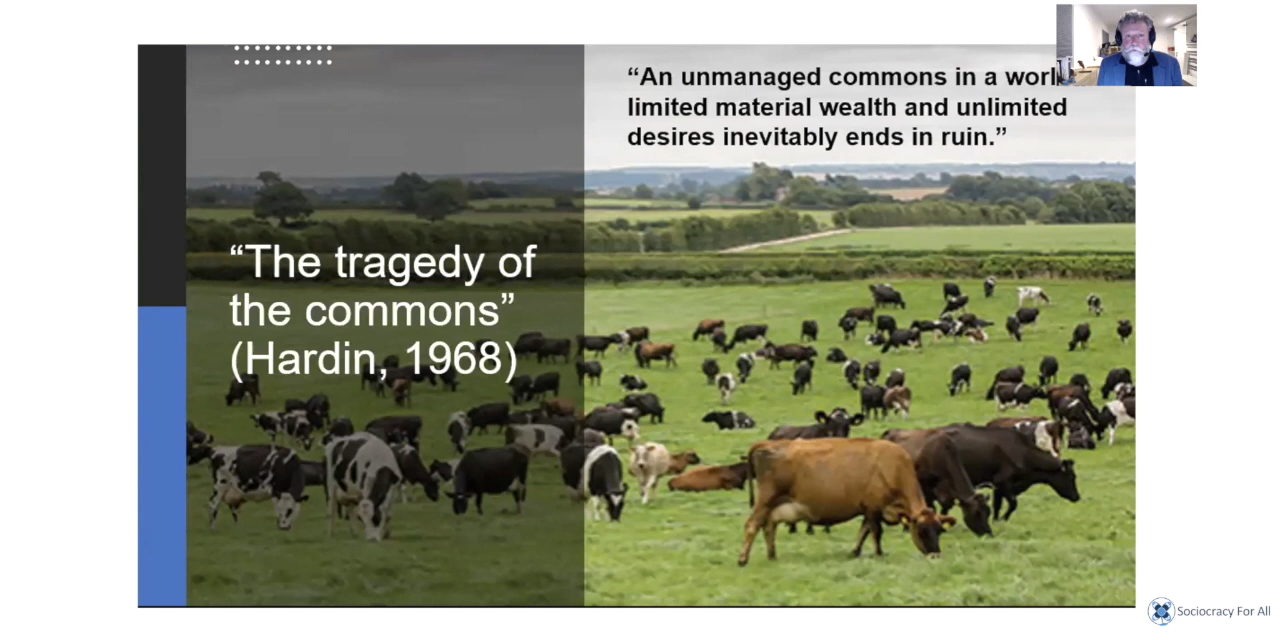 “An unmanaged commons in a
limited material wealth and unlimited
desires inevitably ends in ruin.”
“The tragedy of
the commons”
(Hardin, 1968)
Sociocracy For All